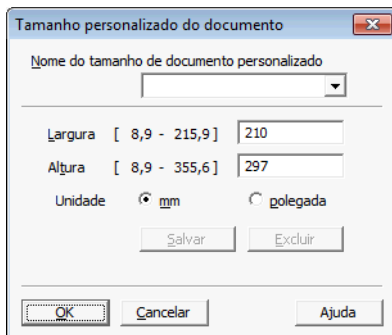 Tamanho personalizado do documento
Nome do tamanho de documento personalizado
Largura [ 8,9 - 215,9] 210
Altura [ 8,9 - 355,6] 297
Unidade mm polegada
Salvar Excluir
OK Cancelar Ajuda